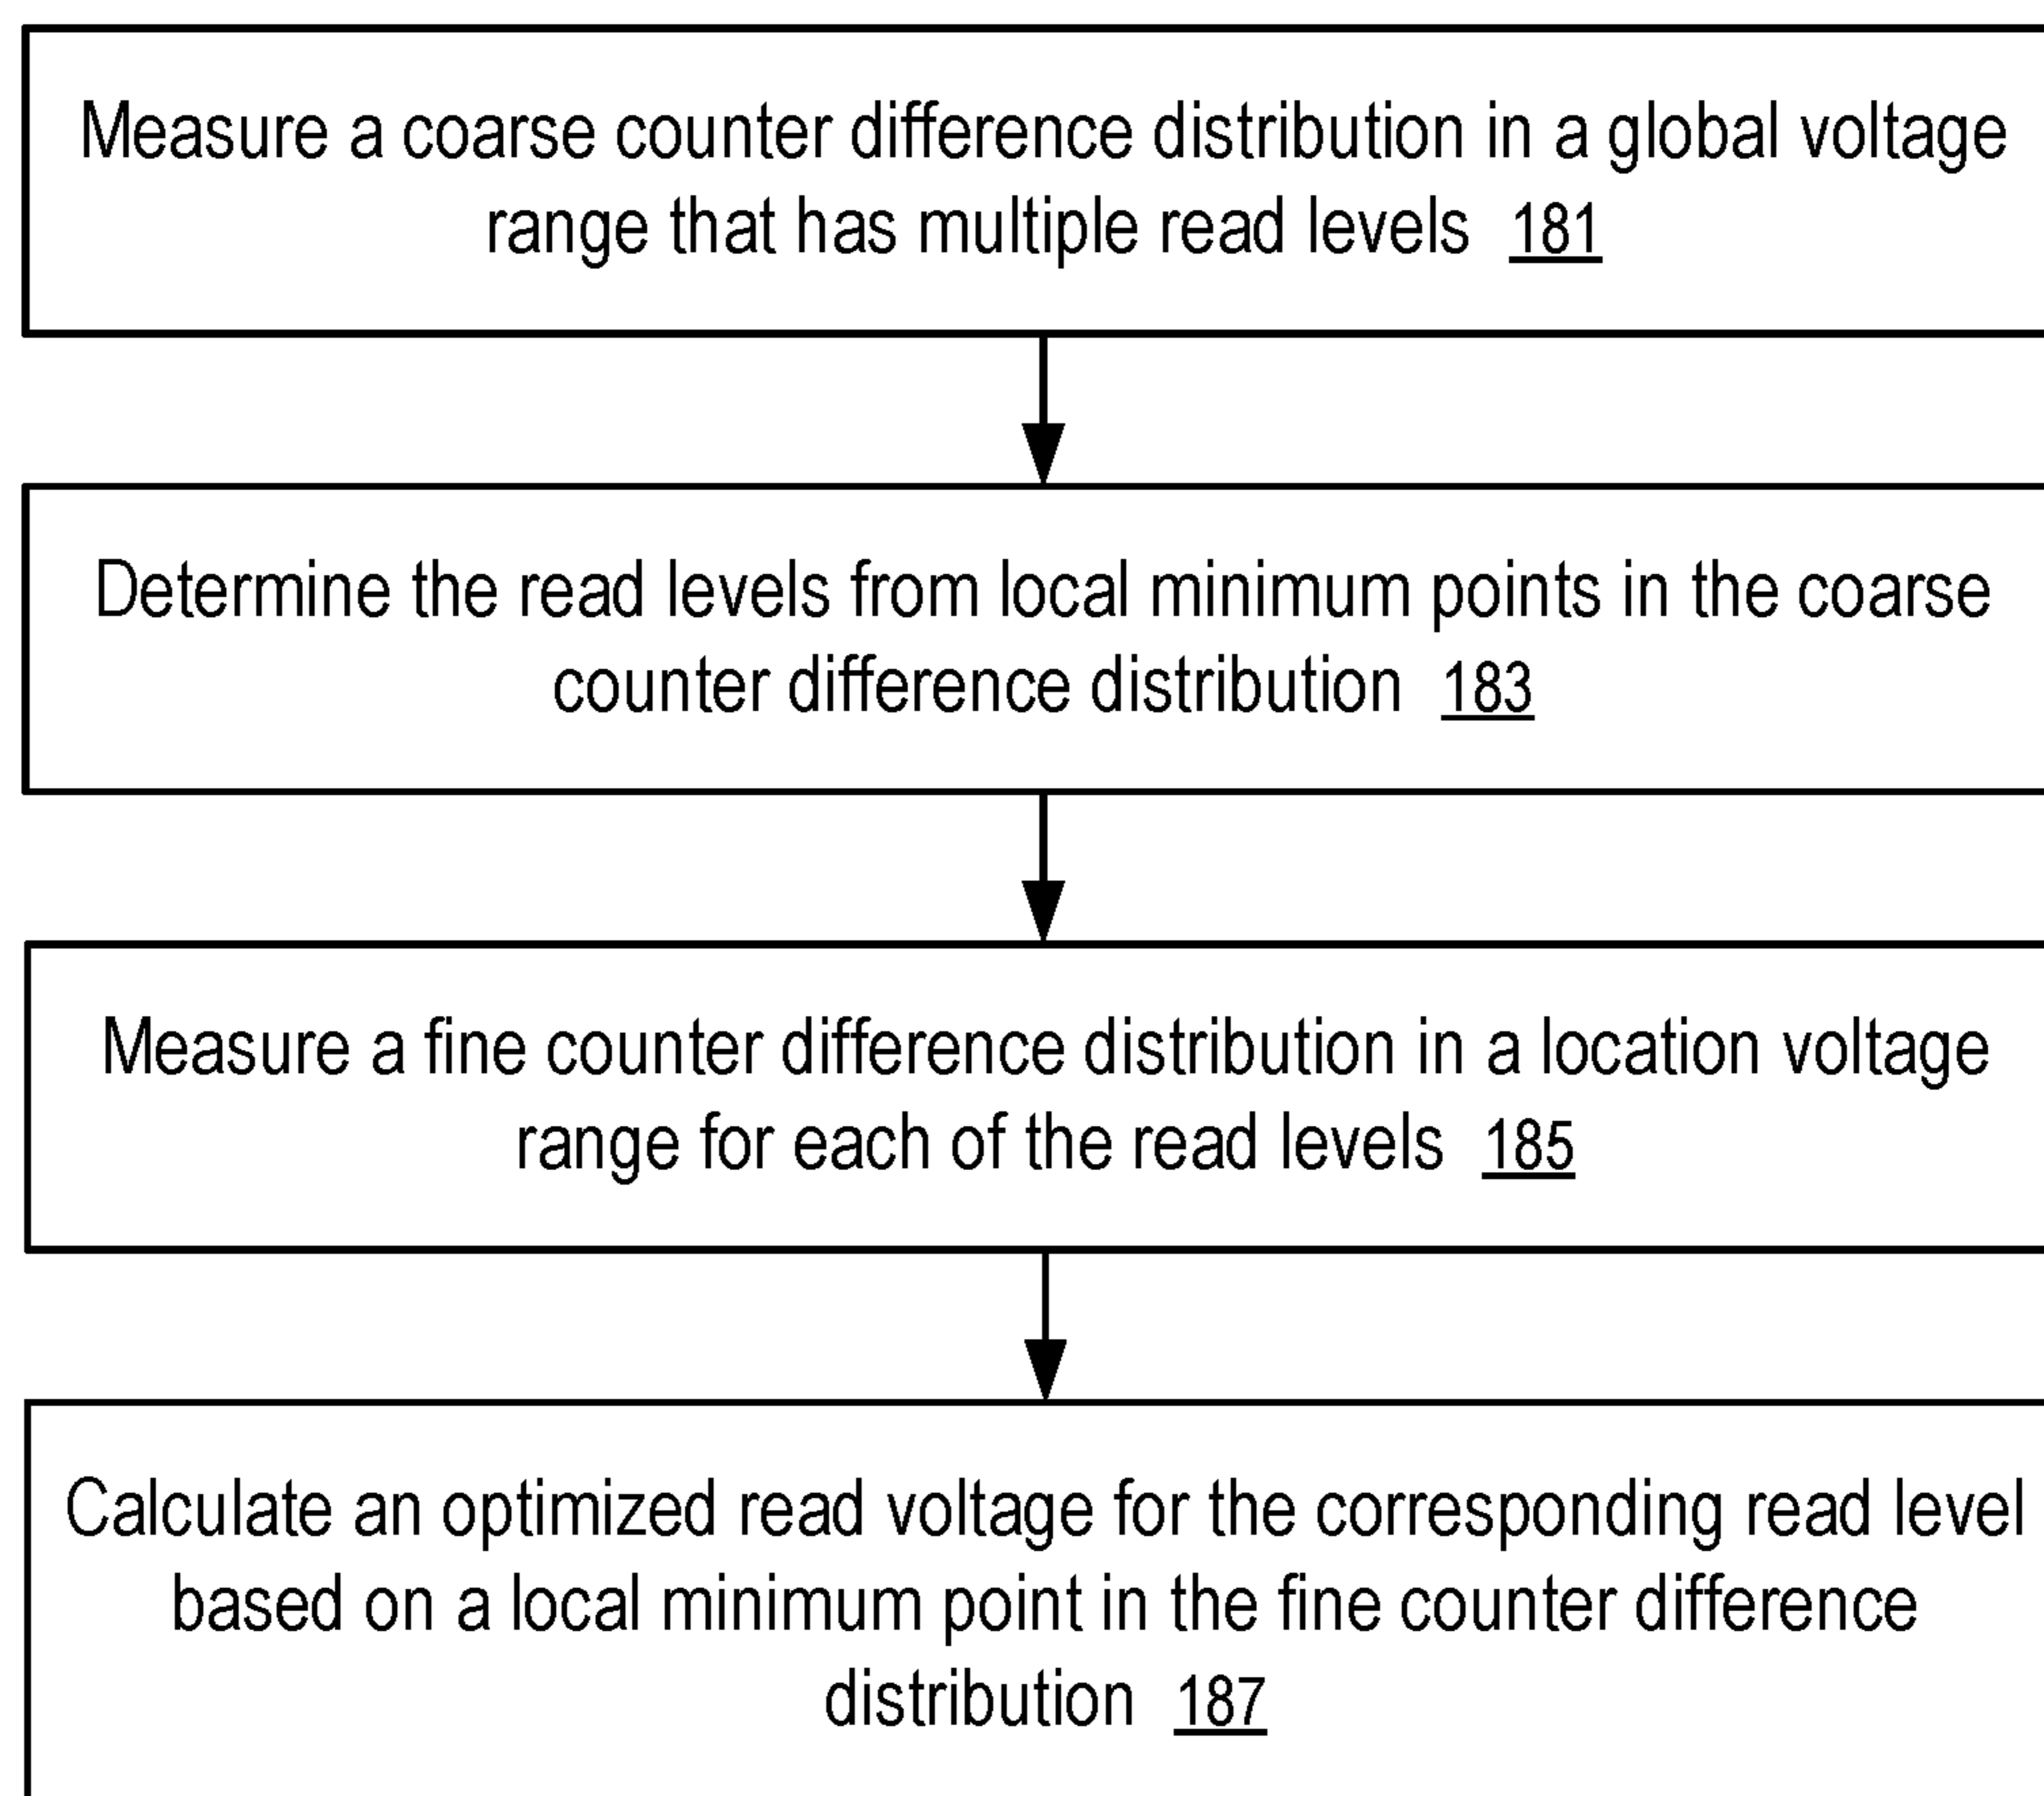 Measure a coarse counter difference distribution in a global voltage
range that has multiple read levels 181
Determine the read levels from local minimum points in the coarse
counter difference distribution 183
Measure a fine counter difference distribution in a location voltage
range for each of the read levels 185
Calculate an optimized read voltage for the corresponding read level
based on a local minimum point in the fine counter difference
distribution 187